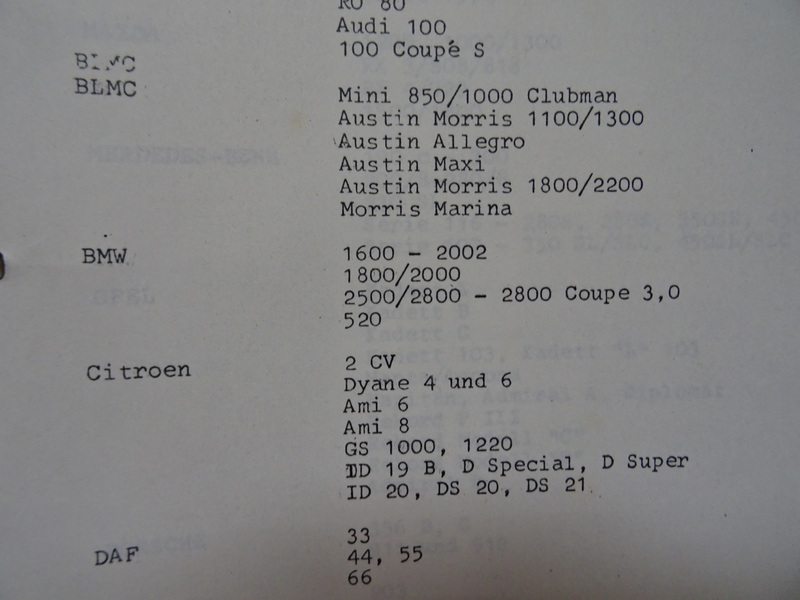 RO 80
Audi 100
100 Coupé S
BLMC
BLMC
Mini 850/1000 Clubman
Austin Morris 1100/1300
Austin Allegro
Austin Maxi
Austin Morris 1800/2200
Morris Marina
BMW
1600 - 2002
1800/2000
2500/2800 - 2800 Coupe 3,0
520
Citroen
2 CV
Dyane 4 und 6
Ami 6
Ami 8
GS 1000, 1220
ID 19 B, D Special, D Super
ID 20, DS 20, DS 21
DAF
33
44, 55
66